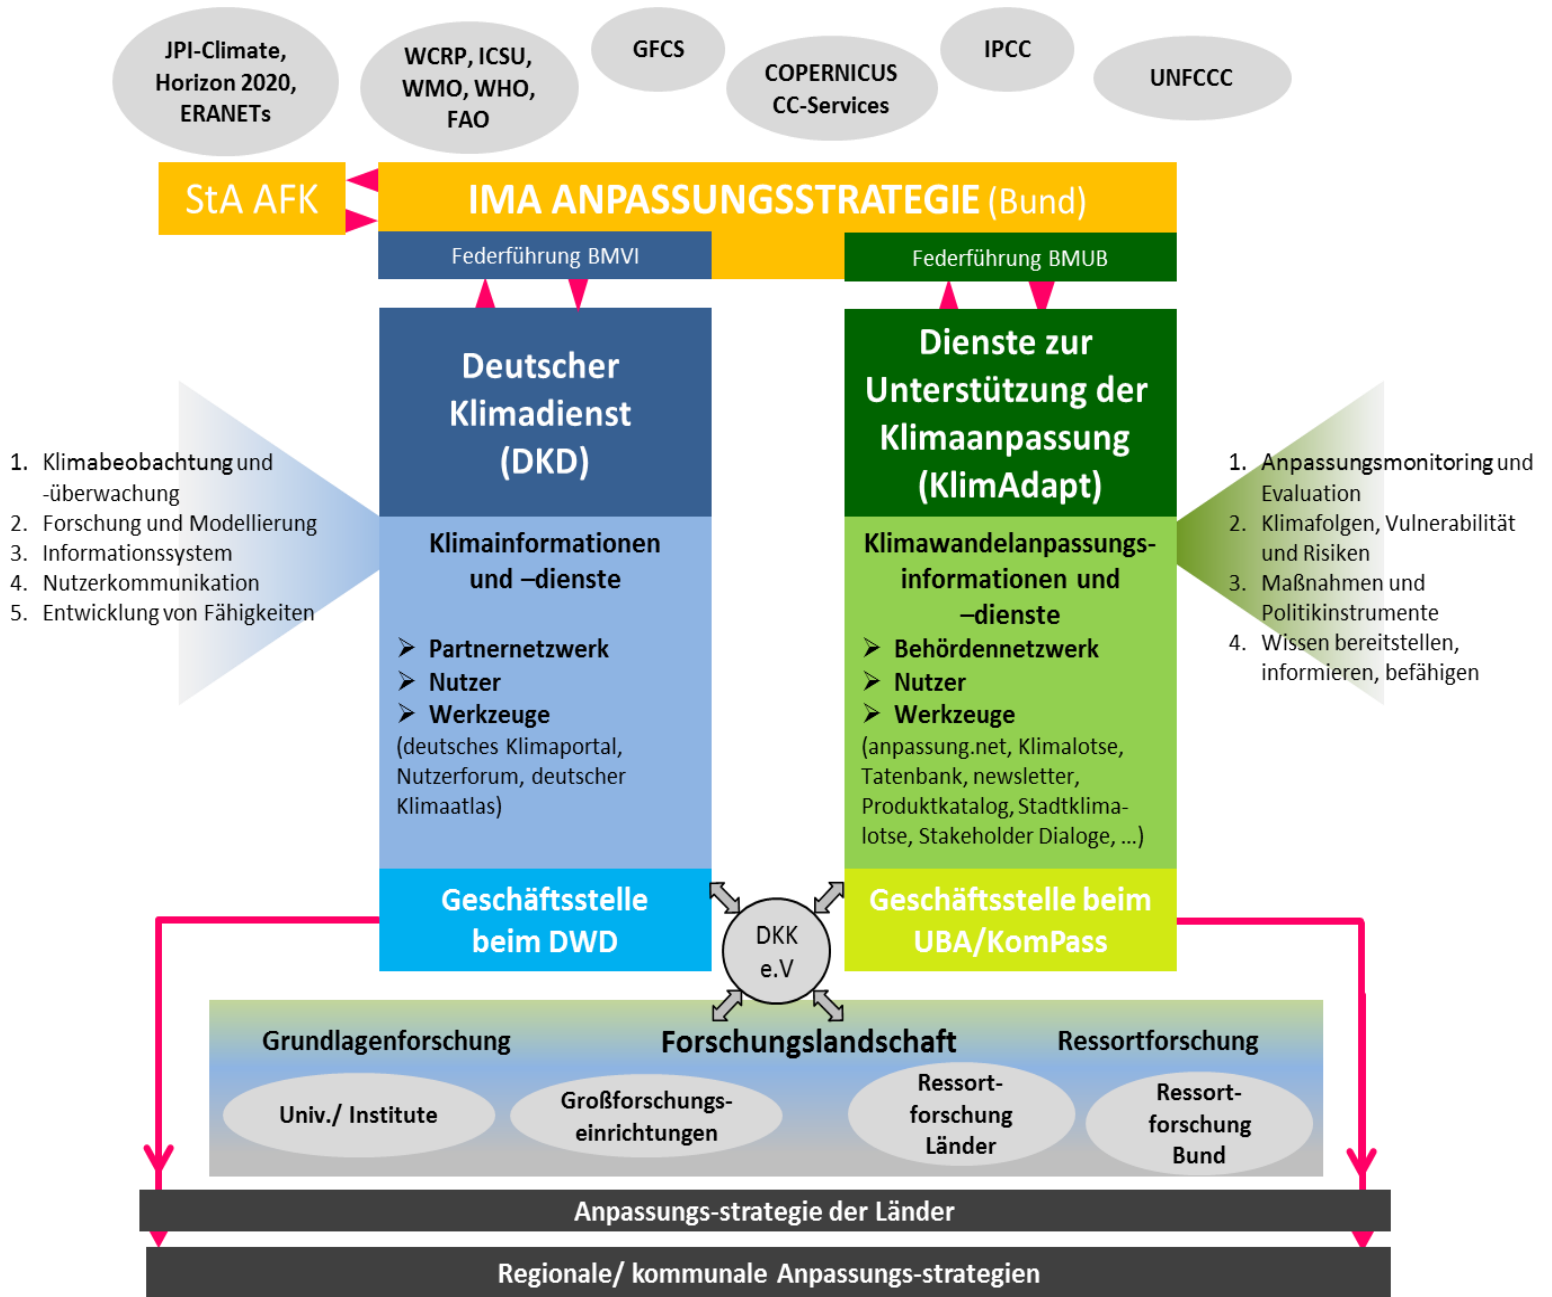 JPI-Climate,
Horizon 2020,
ERANETs
WCRP, ICSU,
WMO, WHO,
FAO
GFCS
COPERNICUS
CC-Services
IPCC
UNFCCC
StA AFK
IMA ANPASSUNGSSTRATEGIE (Bund)
Federführung BMVI
Federführung BMUB
Deutscher
Klimadienst
(DKD)
Dienste zur
Unterstützung der
Klimaanpassung
(KlimAdapt)
1. Klimabeobachtung und
-überwachung
2. Forschung und Modellierung
3. Informationssystem
4. Nutzerkommunikation
5. Entwicklung von Fähigkeiten
Klimainformationen
und –dienste
➢ Partnernetzwerk
➢ Nutzer
➢ Werkzeuge
(deutsches Klimaportal,
Nutzerforum, deutscher
Klimaatlas)
Klimawandelanpassungs-
informationen und
–dienste
➢ Behördennetzwerk
➢ Nutzer
➢ Werkzeuge
(anpassung.net, Klimalotse,
Tatenbank, newsletter,
Produktkatalog, Stadtklima-
lotse, Stakeholder Dialoge, ...)
1. Anpassungsmonitoring und
Evaluation
2. Klimafolgen, Vulnerabilität
und Risiken
3. Maßnahmen und
Politikinstrumente
4. Wissen bereitstellen,
informieren, befähigen
Geschäftsstelle
beim DWD
DKK
e.V
Geschäftsstelle beim
UBA/KomPass
Grundlagenforschung
Forschungslandschaft
Ressortforschung
Univ./ Institute
Großforschungs-
einrichtungen
Ressort-
forschung
Länder
Ressort-
forschung
Bund
Anpassungs-strategie der Länder
Regionale/ kommunale Anpassungs-strategien